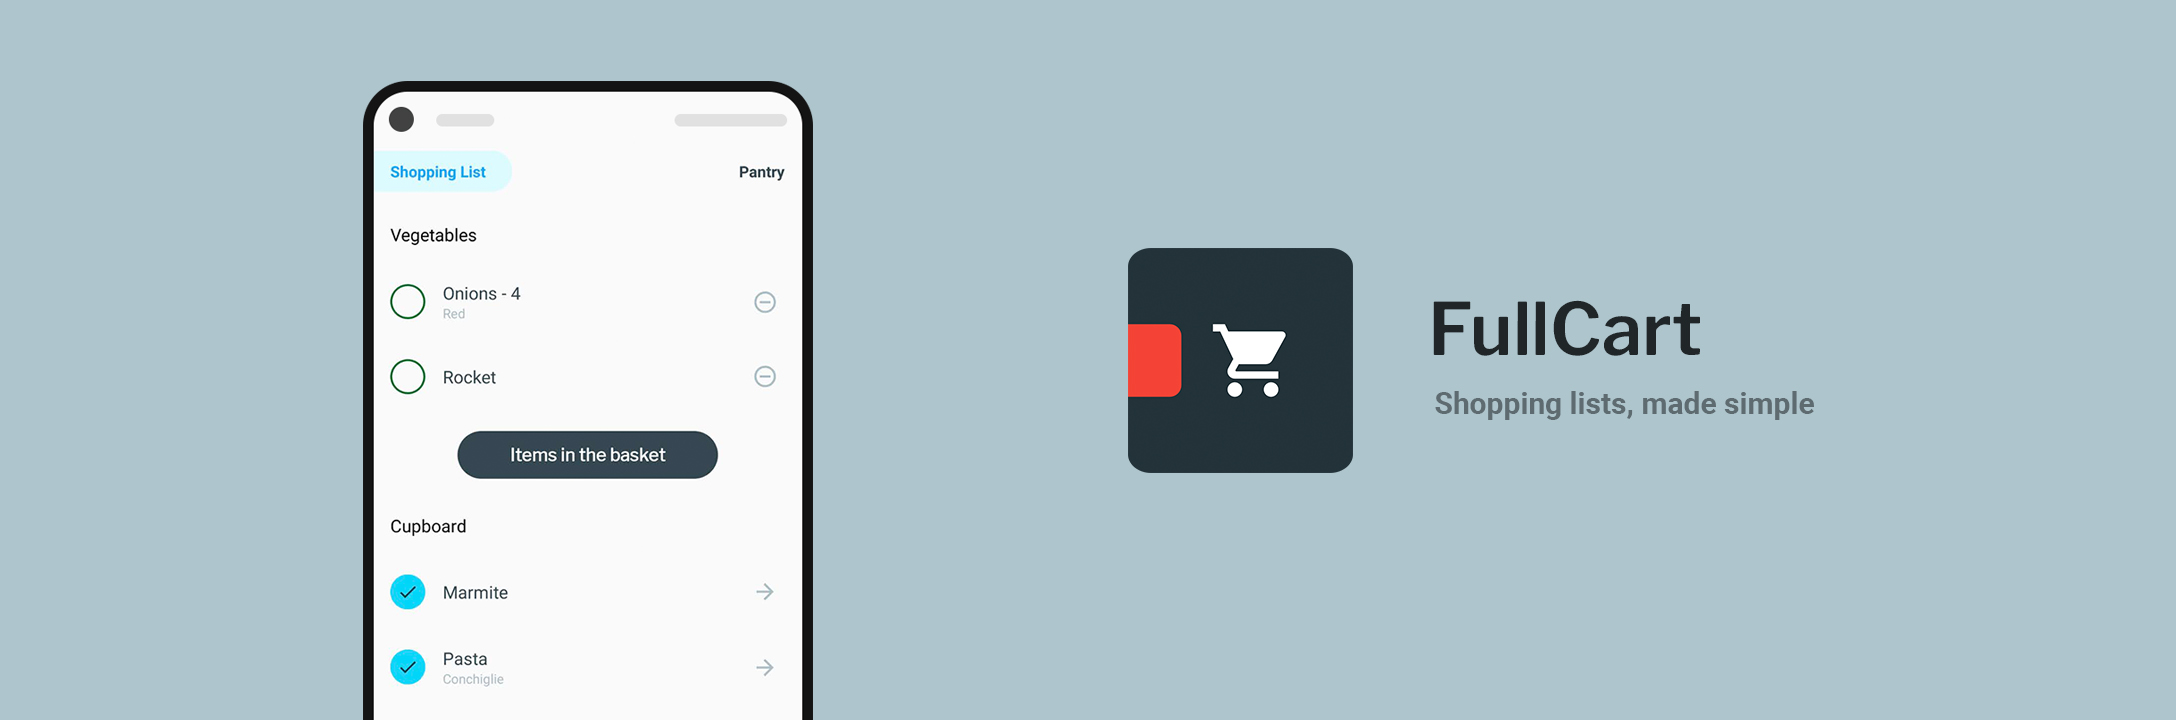 Shopping List
Pantry
Vegetables
Onions - 4
Red
Rocket
Items in the basket
Cupboard
Marmite
Pasta
Conchiglie
FullCart
Shopping lists, made simple